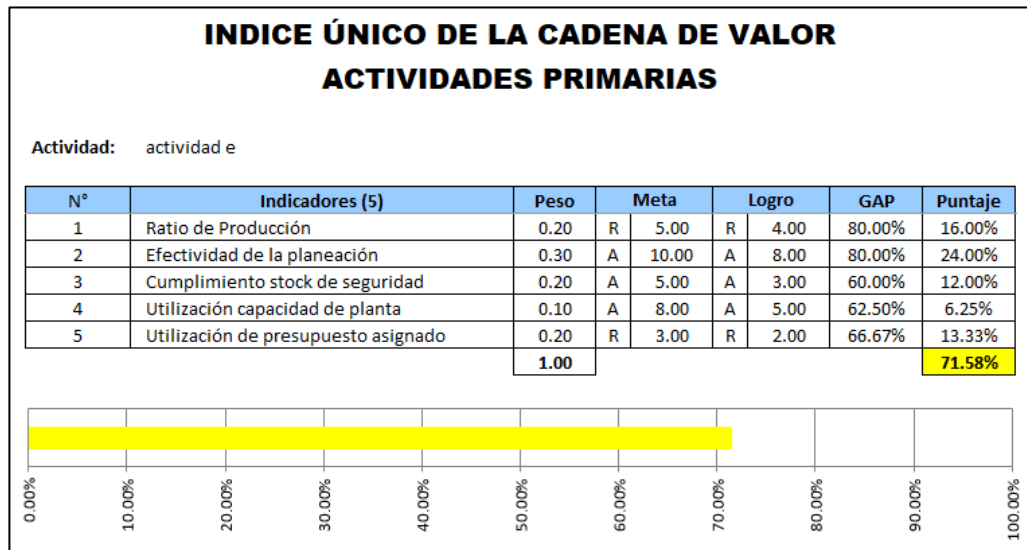 INDICE ÚNICO DE LA CADENA DE VALOR
ACTIVIDADES PRIMARIAS
Actividad: actividad e
N° Indicadores (5) Peso Meta Logro GAP Puntaje
1 Ratio de Producción 0.20 R 5.00 R 4.00 80.00% 16.00%
2 Efectividad de la planeación 0.30 A 10.00 A 8.00 80.00% 24.00%
3 Cumplimiento stock de seguridad 0.20 A 5.00 A 3.00 60.00% 12.00%
4 Utilización capacidad de planta 0.10 A 8.00 A 5.00 62.50% 6.25%
5 Utilización de presupuesto asignado 0.20 R 3.00 R 2.00 66.67% 13.33%
1.00 71.58%
0.00% 10.00% 20.00% 30.00% 40.00% 50.00% 60.00% 70.00% 80.00% 90.00% 100.00%